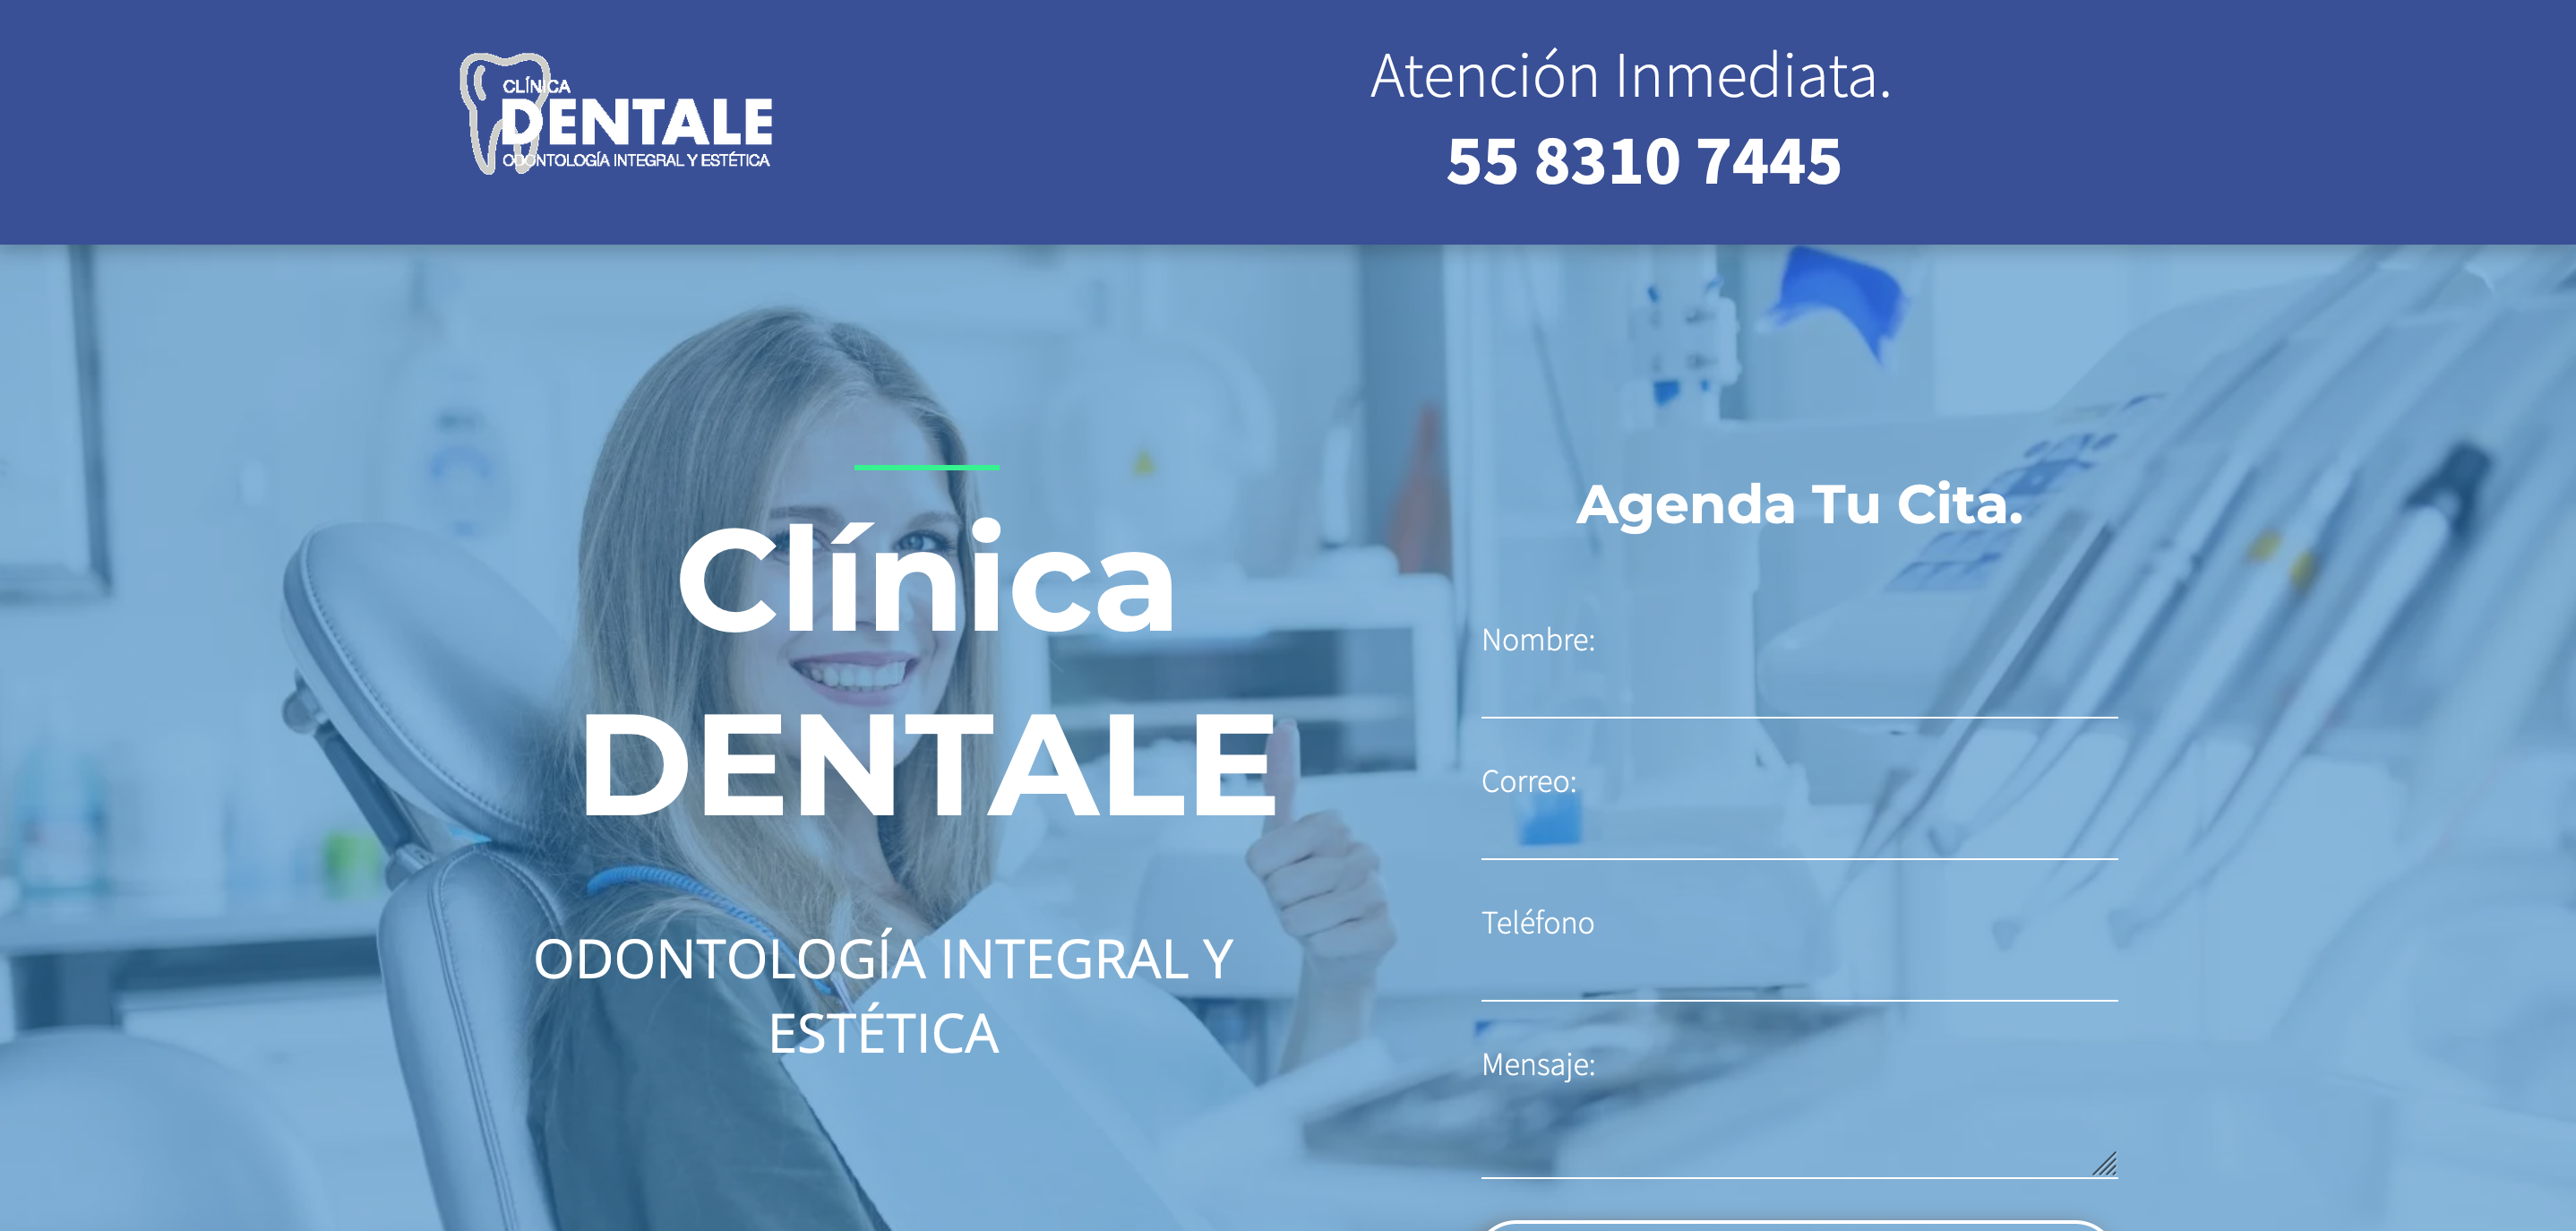 CLÍNICA
DENTALE
ODONTOLOGÍA INTEGRAL Y ESTÉTICA
Atención Inmediata.
55 8310 7445
Clínica
DENTALE
ODONTOLOGÍA INTEGRAL Y
ESTÉTICA
Agenda Tu Cita.
Nombre:
Correo:
Teléfono
Mensaje: